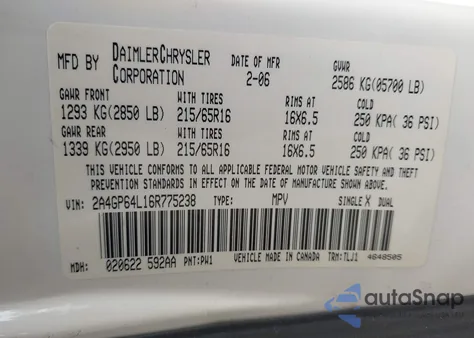 MFD BY DAIMLERCHRYSLER CORPORATION DATE OF MFR 2-06 GVWR 2586 KG(05700 LB)
GAWR FRONT WITH TIRES RIMS AT COLD
1293 KG(2850 LB) 215/65R16 16X6.5 250 KPA( 36 PSI)
GAWR REAR WITH TIRES RIMS AT COLD
1339 KG(2950 LB) 215/65R16 16X6.5 250 KPA( 36 PSI)
THIS VEHICLE CONFORMS TO ALL APPLICABLE FEDERAL MOTOR VEHICLE SAFETY AND THEFT
PREVENTION STANDARDS IN EFFECT ON THE DATE OF MANUFACTURE SHOWN ABOVE.
VIN: 2A4GP64L16R775238 TYPE: MPV SINGLE X DUAL
MDH: 020622 592AA PNT:PW1 VEHICLE MADE IN CANADA TRM:TLJ1 4648505
autoSnap